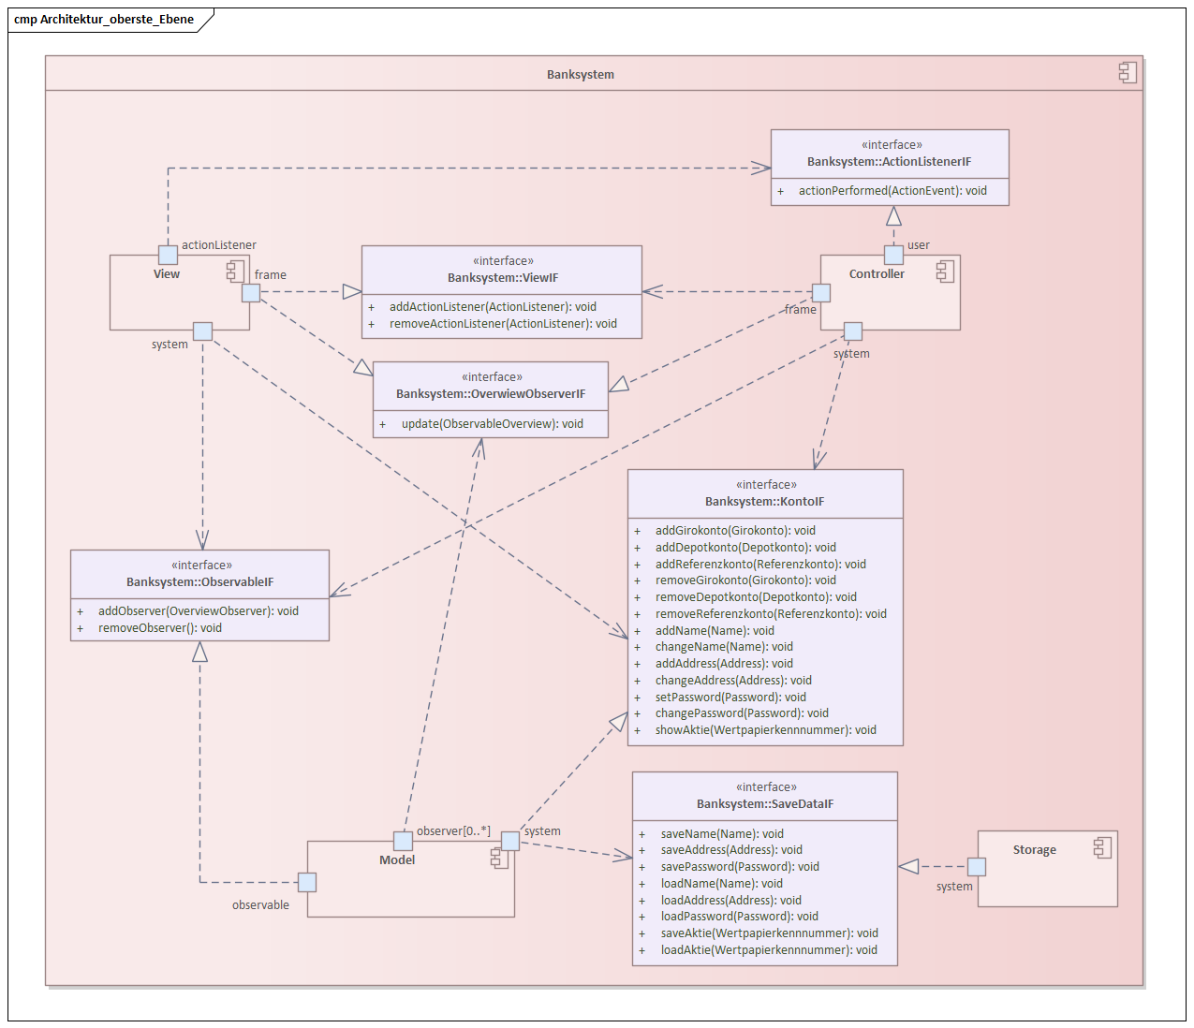 cmp Architektur_oberste_Ebene
Banksystem
«interface»
Banksystem::ActionListenerIF
+ actionPerformed(ActionEvent): void
actionListener
View
frame
system
«interface»
Banksystem::ViewIF
+ addActionListener(ActionListener): void
+ removeActionListener(ActionListener): void
user
Controller
frame
system
«interface»
Banksystem::OverwiewObserverIF
+ update(ObservableOverview): void
«interface»
Banksystem::KontoIF
+ addGirokonto(Girokonto): void
+ addDepotkonto(Depotkonto): void
+ addReferenzkonto(Referenzkonto): void
+ removeGirokonto(Girokonto): void
+ removeDepotkonto(Depotkonto): void
+ removeReferenzkonto(Referenzkonto): void
+ addName(Name): void
+ changeName(Name): void
+ addAddress(Address): void
+ changeAddress(Address): void
+ setPassword(Password): void
+ changePassword(Password): void
+ showAktie(Wertpapierkennnummer): void
«interface»
Banksystem::ObservableIF
+ addObserver(OverviewObserver): void
+ removeObserver(): void
«interface»
Banksystem::SaveDataIF
+ saveName(Name): void
+ saveAddress(Address): void
+ savePassword(Password): void
+ loadName(Name): void
+ loadAddress(Address): void
+ loadPassword(Password): void
+ saveAktie(Wertpapierkennnummer): void
+ loadAktie(Wertpapierkennnummer): void
observer[0..*]
system
Model
observable
Storage
system